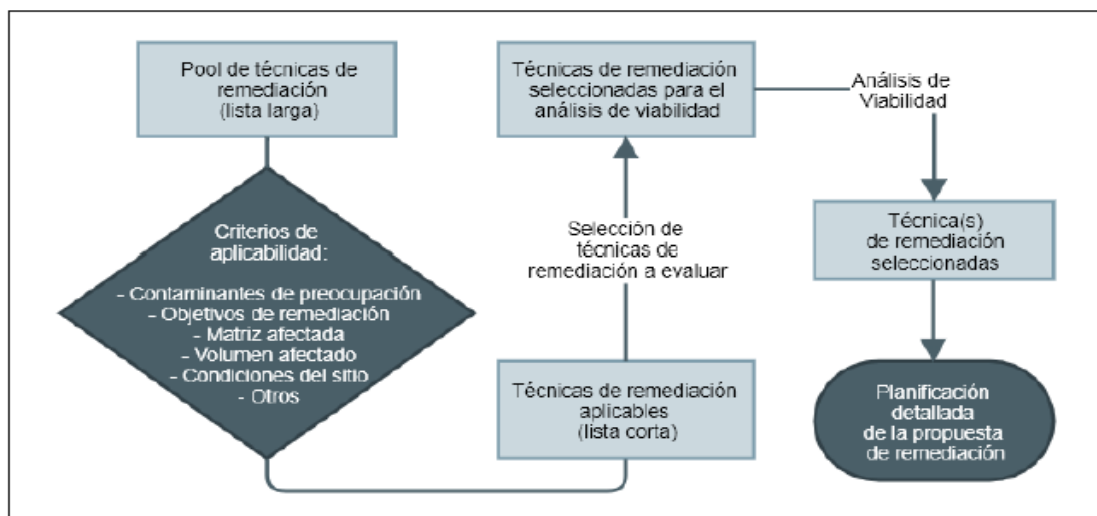 Pool de técnicas de
remediación
(lista larga)
Criterios de
aplicabilidad:
- Contaminantes de preocupación
- Objetivos de remediación
- Matriz afectada
- Volumen afectado
- Condiciones del sitio
- Otros
Técnicas de remediación
aplicables
(lista corta)
Selección de
técnicas de
remediación a evaluar
Técnicas de remediación
seleccionadas para el
análisis de viabilidad
Análisis de
Viabilidad
Técnica(s)
de remediación
seleccionadas
Planificación
detallada
de la propuesta
de remediación